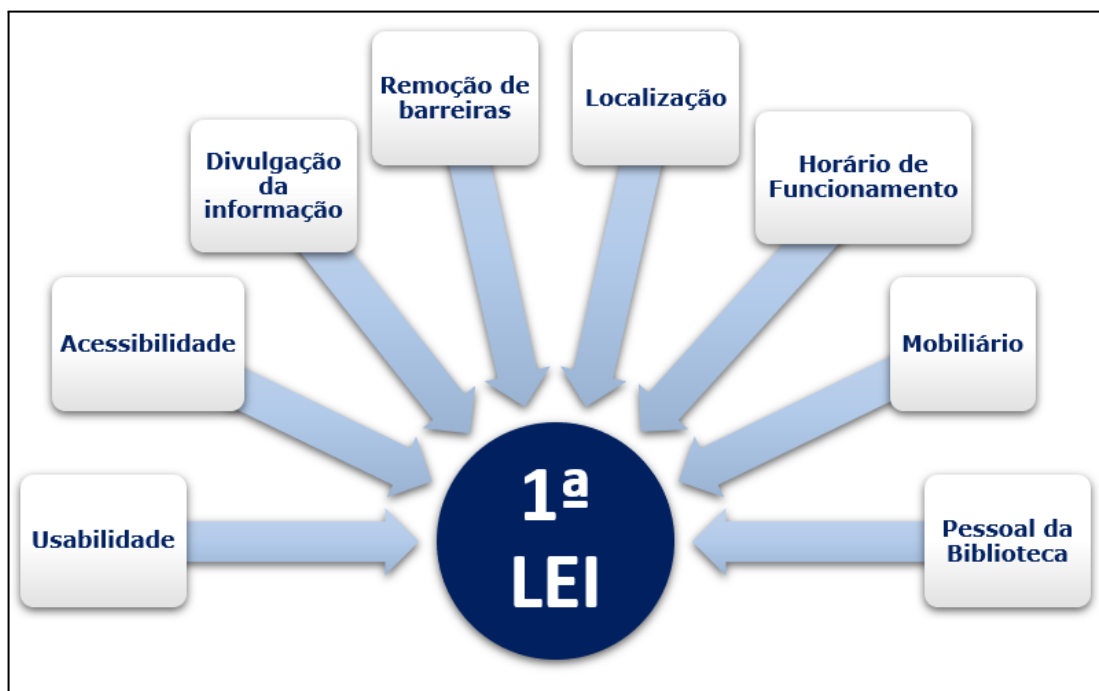 Remoção de
barreiras
Localização
Divulgação
da
informação
Horário de
Funcionamento
Acessibilidade
Mobiliário
Usabilidade
Pessoal da
Biblioteca
1ª
LEI